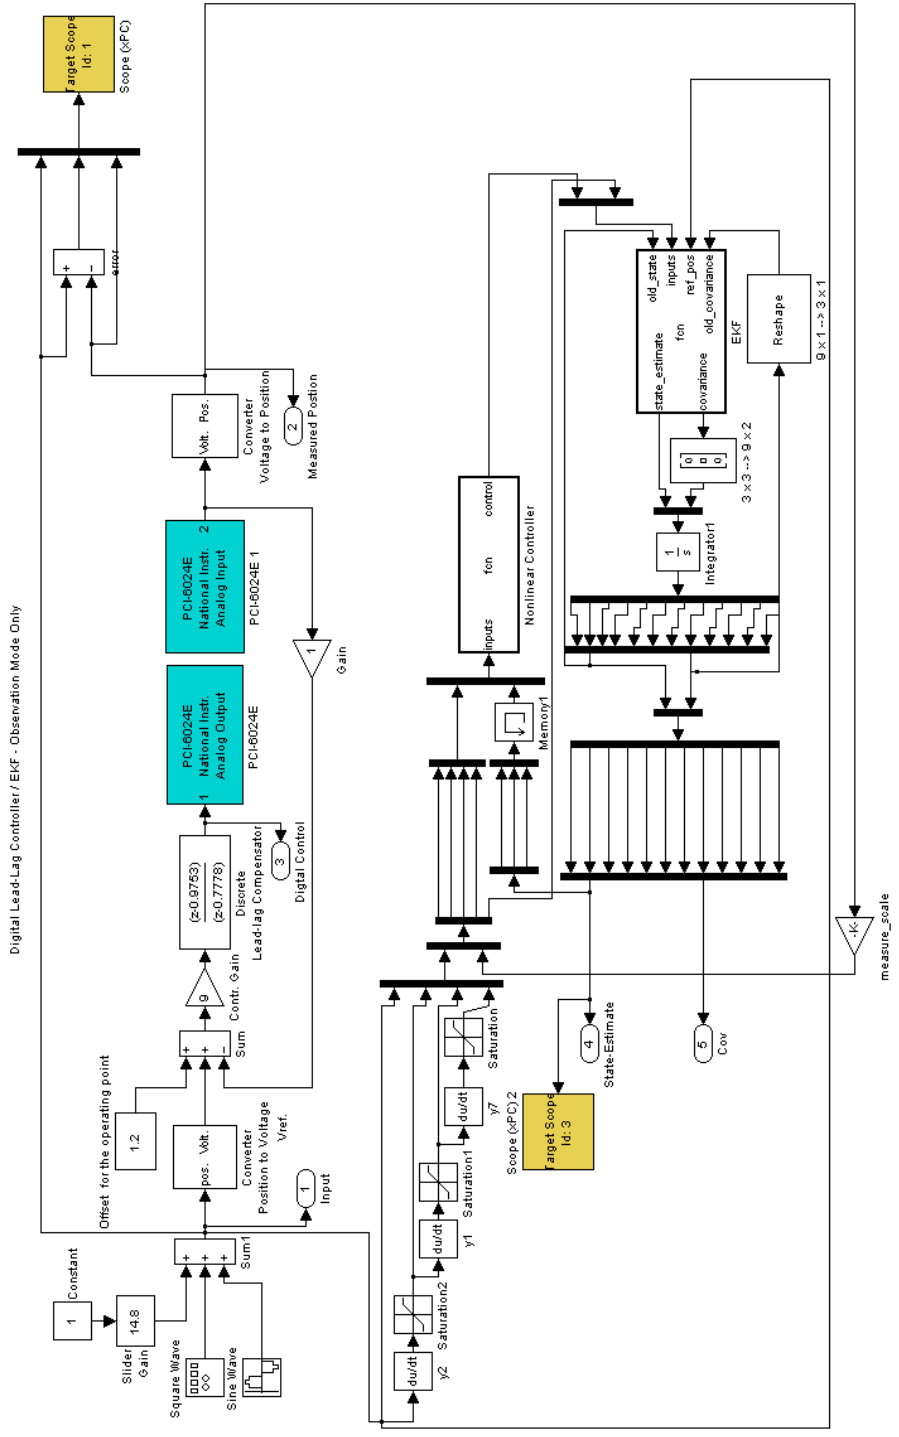 Digital Lead-Lag Controller / EKF - Observation Mode Only
Target Scope
Id: 1
Scope (xPC)
+
−
error
1
Constant
14.8
Slider
Gain
Square Wave
Sine Wave
+
+
+
Sum1
1
Input
pos. Volt.
Converter
Position to Voltage
Vref.
1.2
Offset for the operating point
+
+
−
Sum
9
Contr. Gain
(z-0.9753)
(z-0.7778)
Discrete
Lead-lag Compensator
3
Digtal Control
1
PCI-6024E
National Instr.
Analog Output
PCI-6024E
PCI-6024E
National Instr.
Analog Input
2
PCI-6024E 1
1
Gain
Volt. Pos.
Converter
Voltage to Position
2
Measured Postion
du/dt
y2
Saturation2
du/dt
y1
Saturation1
du/dt
y7
Saturation
Memory1
inputs
fcn
control
Nonlinear Controller
Target Scope
Id: 3
Scope (xPC) 2
4
State-Estimate
5
Cov
1
s
Integrator1
0
0
0
3 x 3 --> 9 x 2
state_estimate
covariance
fcn
old_state
inputs
ref_pos
old_covariance
EKF
Reshape
9 x 1 --> 3 x 1
-K-
measure_scale